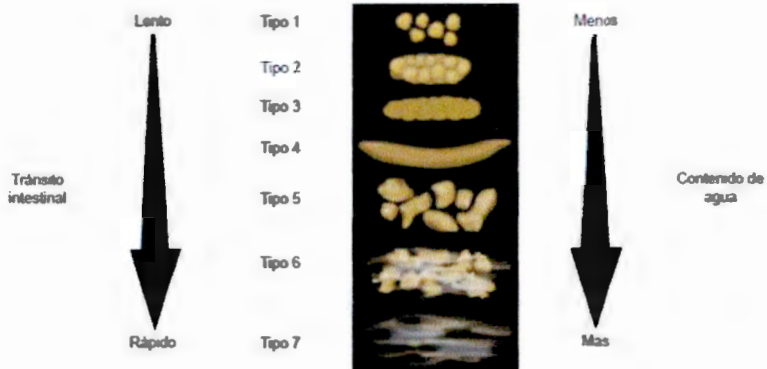 Lento
Tipo 1
Menos
Tipo 2
Tipo 3
Tipo 4
Tránsito
intestinal
Tipo 5
Contenido de
agua
Tipo 6
Rápido
Tipo 7
Mas